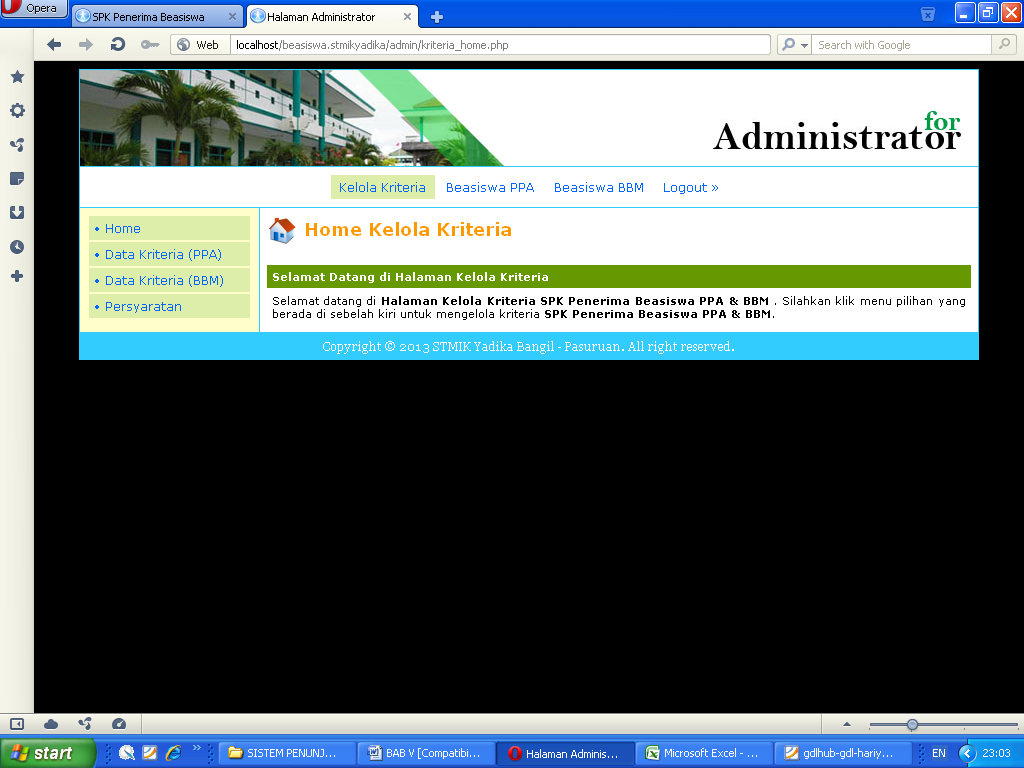 Opera
SPK Penerima Beasiswa
Halaman Administrator
Web
localhost/beasiswa.stmikyadika/admin/kriteria_home.php
Search with Google
for
Administrator
Kelola Kriteria
Beasiswa PPA
Beasiswa BBM
Logout »
• Home
• Data Kriteria (PPA)
• Data Kriteria (BBM)
• Persyaratan
Home Kelola Kriteria
Selamat Datang di Halaman Kelola Kriteria
Selamat datang di Halaman Kelola Kriteria SPK Penerima Beasiswa PPA & BBM . Silahkan klik menu pilihan yang
berada di sebelah kiri untuk mengelola kriteria SPK Penerima Beasiswa PPA & BBM.
Copyright © 2013 STMIK Yadika Bangil - Pasuruan. All right reserved.
start
SISTEM PENUNJ...
BAB V [Compatibi...
Halaman Adminis...
Microsoft Excel - ...
gdlhub-gdl-hariy...
EN
23:03